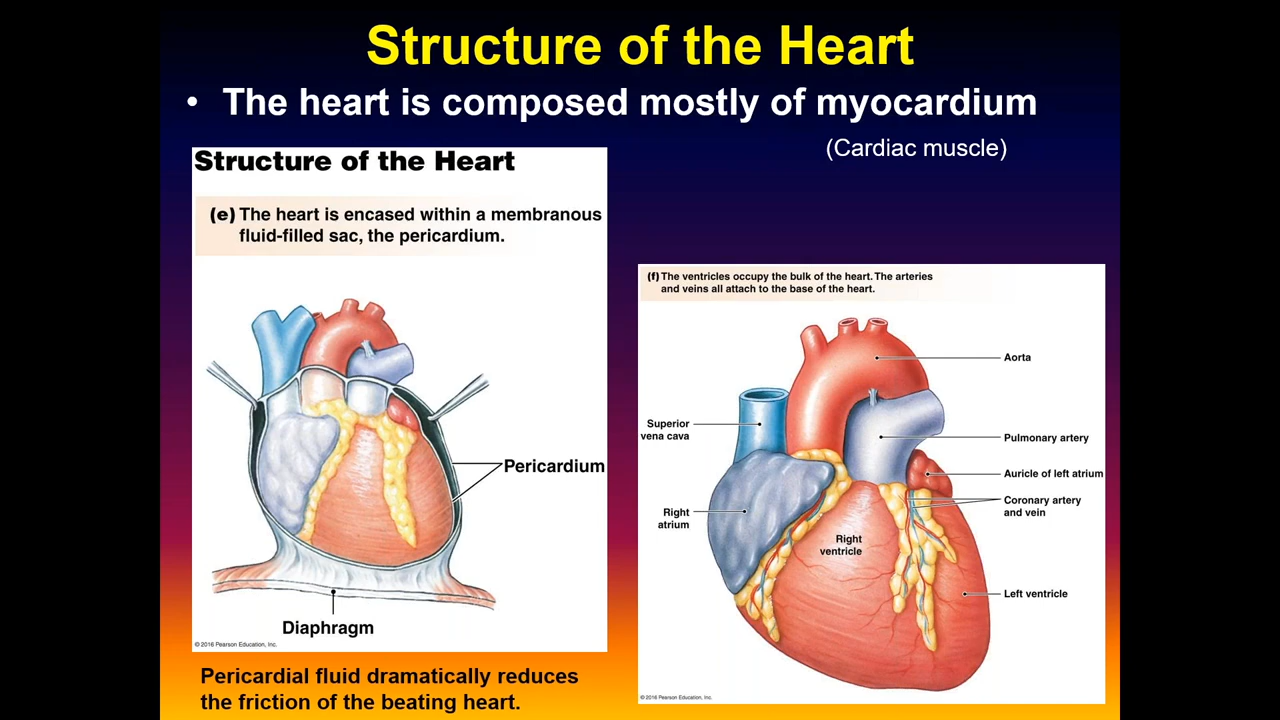 Structure of the Heart
• The heart is composed mostly of myocardium
(Cardiac muscle)
Structure of the Heart
(e) The heart is encased within a membranous
fluid-filled sac, the pericardium.
Pericardium
Diaphragm
© 2016 Pearson Education, Inc.
Pericardial fluid dramatically reduces
the friction of the beating heart.
(f) The ventricles occupy the bulk of the heart. The arteries
and veins all attach to the base of the heart.
Aorta
Superior
vena cava
Pulmonary artery
Auricle of left atrium
Coronary artery
and vein
Right
atrium
Right
ventricle
Left ventricle
© 2016 Pearson Education, Inc.